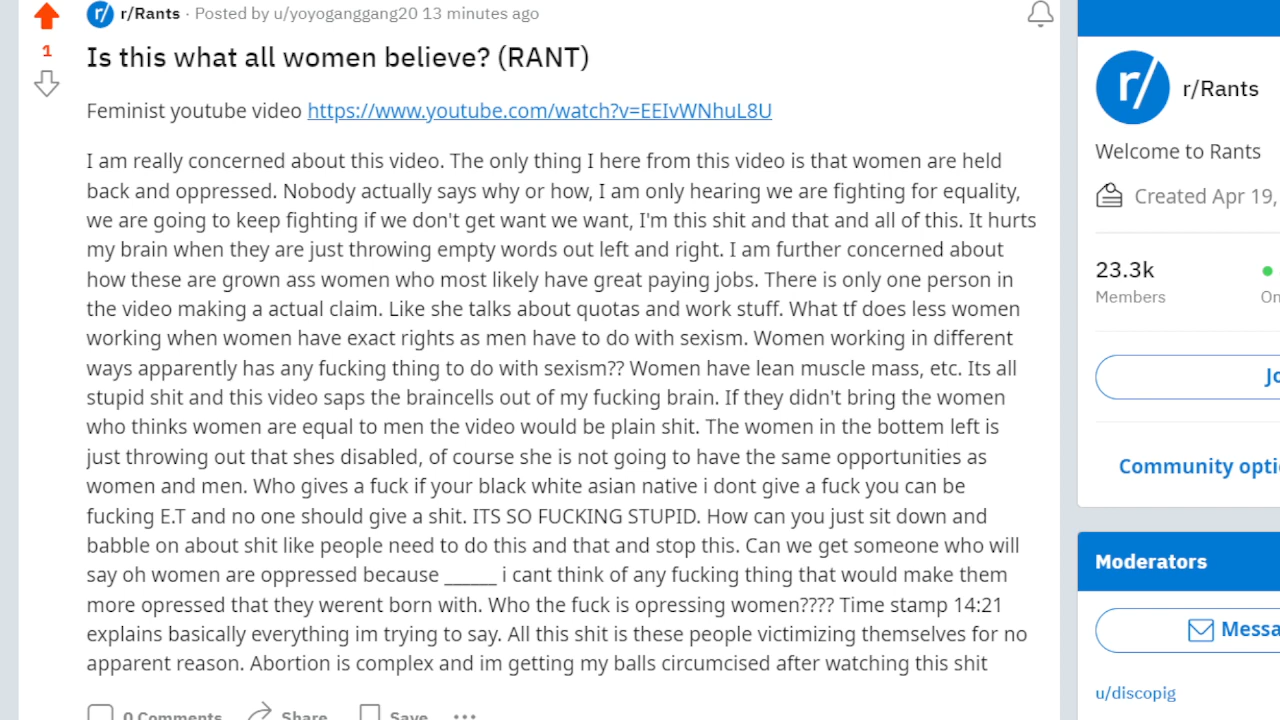 r/Rants · Posted by u/yoyoganggang20 13 minutes ago
1
Is this what all women believe? (RANT)
Feminist youtube video https://www.youtube.com/watch?v=EEIvWNhuL8U
I am really concerned about this video. The only thing I here from this video is that women are held
back and oppressed. Nobody actually says why or how, I am only hearing we are fighting for equality,
we are going to keep fighting if we don't get want we want, I'm this shit and that and all of this. It hurts
my brain when they are just throwing empty words out left and right. I am further concerned about
how these are grown ass women who most likely have great paying jobs. There is only one person in
the video making a actual claim. Like she talks about quotas and work stuff. What tf does less women
working when women have exact rights as men have to do with sexism. Women working in different
ways apparently has any fucking thing to do with sexism?? Women have lean muscle mass, etc. Its all
stupid shit and this video saps the braincells out of my fucking brain. If they didn't bring the women
who thinks women are equal to men the video would be plain shit. The women in the bottem left is
just throwing out that shes disabled, of course she is not going to have the same opportunities as
women and men. Who gives a fuck if your black white asian native i dont give a fuck you can be
fucking E.T and no one should give a shit. ITS SO FUCKING STUPID. How can you just sit down and
babble on about shit like people need to do this and that and stop this. Can we get someone who will
say oh women are oppressed because ______ i cant think of any fucking thing that would make them
more opressed that they werent born with. Who the fuck is opressing women???? Time stamp 14:21
explains basically everything im trying to say. All this shit is these people victimizing themselves for no
apparent reason. Abortion is complex and im getting my balls circumcised after watching this shit
0 Comments Share Save ...
r/
r/Rants
Welcome to Rants
Created Apr 19,
23.3k
Members
On
Jo
Community opti
Moderators
Messa
u/discopig